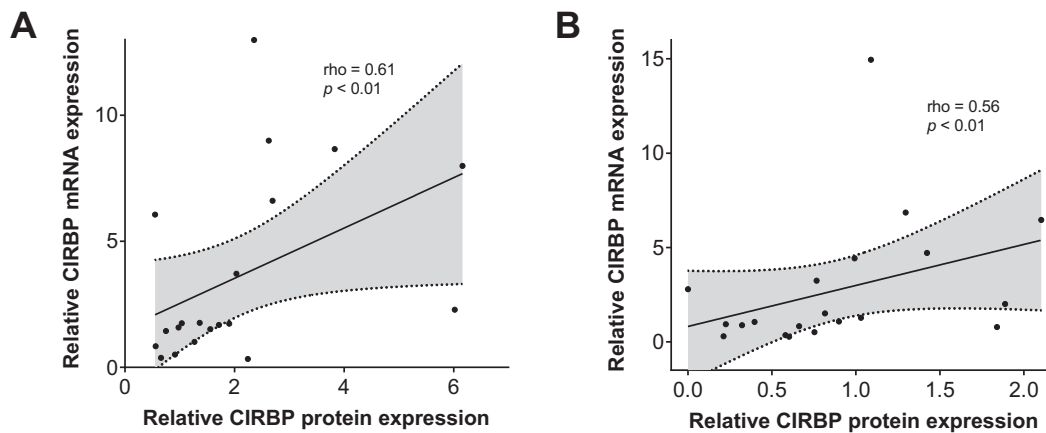 A
Relative CIRBP mRNA expression
10
5
0
rho = 0.61
p < 0.01
0 2 4 6
Relative CIRBP protein expression
B
Relative CIRBP mRNA expression
15
10
5
0
rho = 0.56
p < 0.01
0.0 0.5 1.0 1.5 2.0
Relative CIRBP protein expression